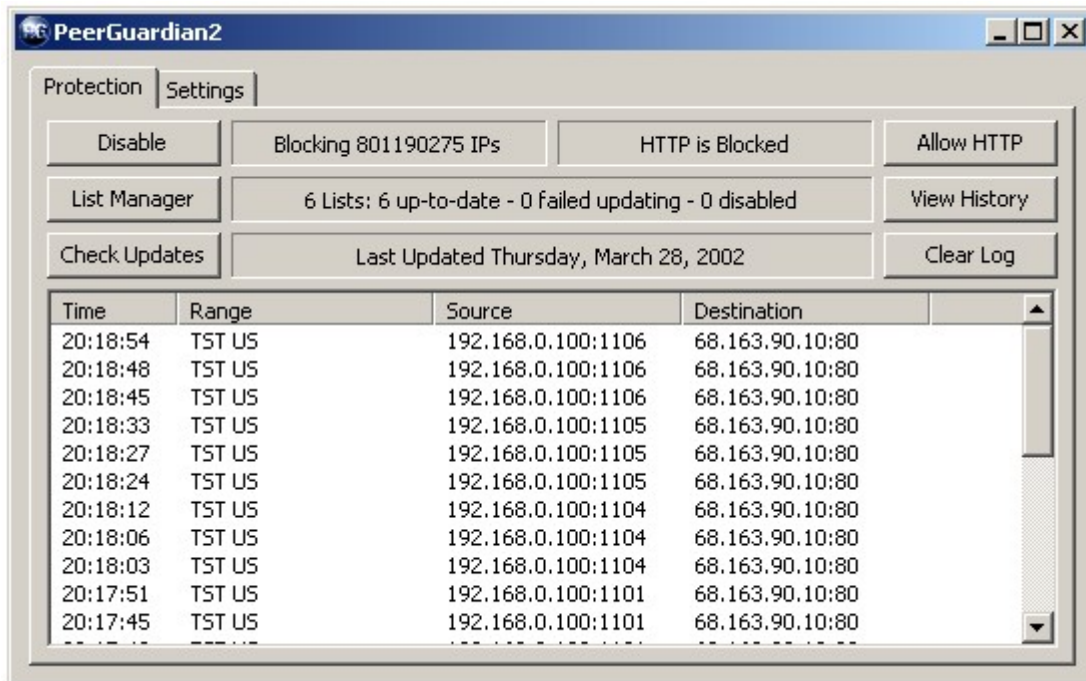 PeerGuardian2
Protection Settings
Disable Blocking 801190275 IPs HTTP is Blocked Allow HTTP
List Manager 6 Lists: 6 up-to-date - 0 failed updating - 0 disabled View History
Check Updates Last Updated Thursday, March 28, 2002 Clear Log
Time Range Source Destination
20:18:54 TST US 192.168.0.100:1106 68.163.90.10:80
20:18:48 TST US 192.168.0.100:1106 68.163.90.10:80
20:18:45 TST US 192.168.0.100:1106 68.163.90.10:80
20:18:33 TST US 192.168.0.100:1105 68.163.90.10:80
20:18:27 TST US 192.168.0.100:1105 68.163.90.10:80
20:18:24 TST US 192.168.0.100:1105 68.163.90.10:80
20:18:12 TST US 192.168.0.100:1104 68.163.90.10:80
20:18:06 TST US 192.168.0.100:1104 68.163.90.10:80
20:18:03 TST US 192.168.0.100:1104 68.163.90.10:80
20:17:51 TST US 192.168.0.100:1101 68.163.90.10:80
20:17:45 TST US 192.168.0.100:1101 68.163.90.10:80